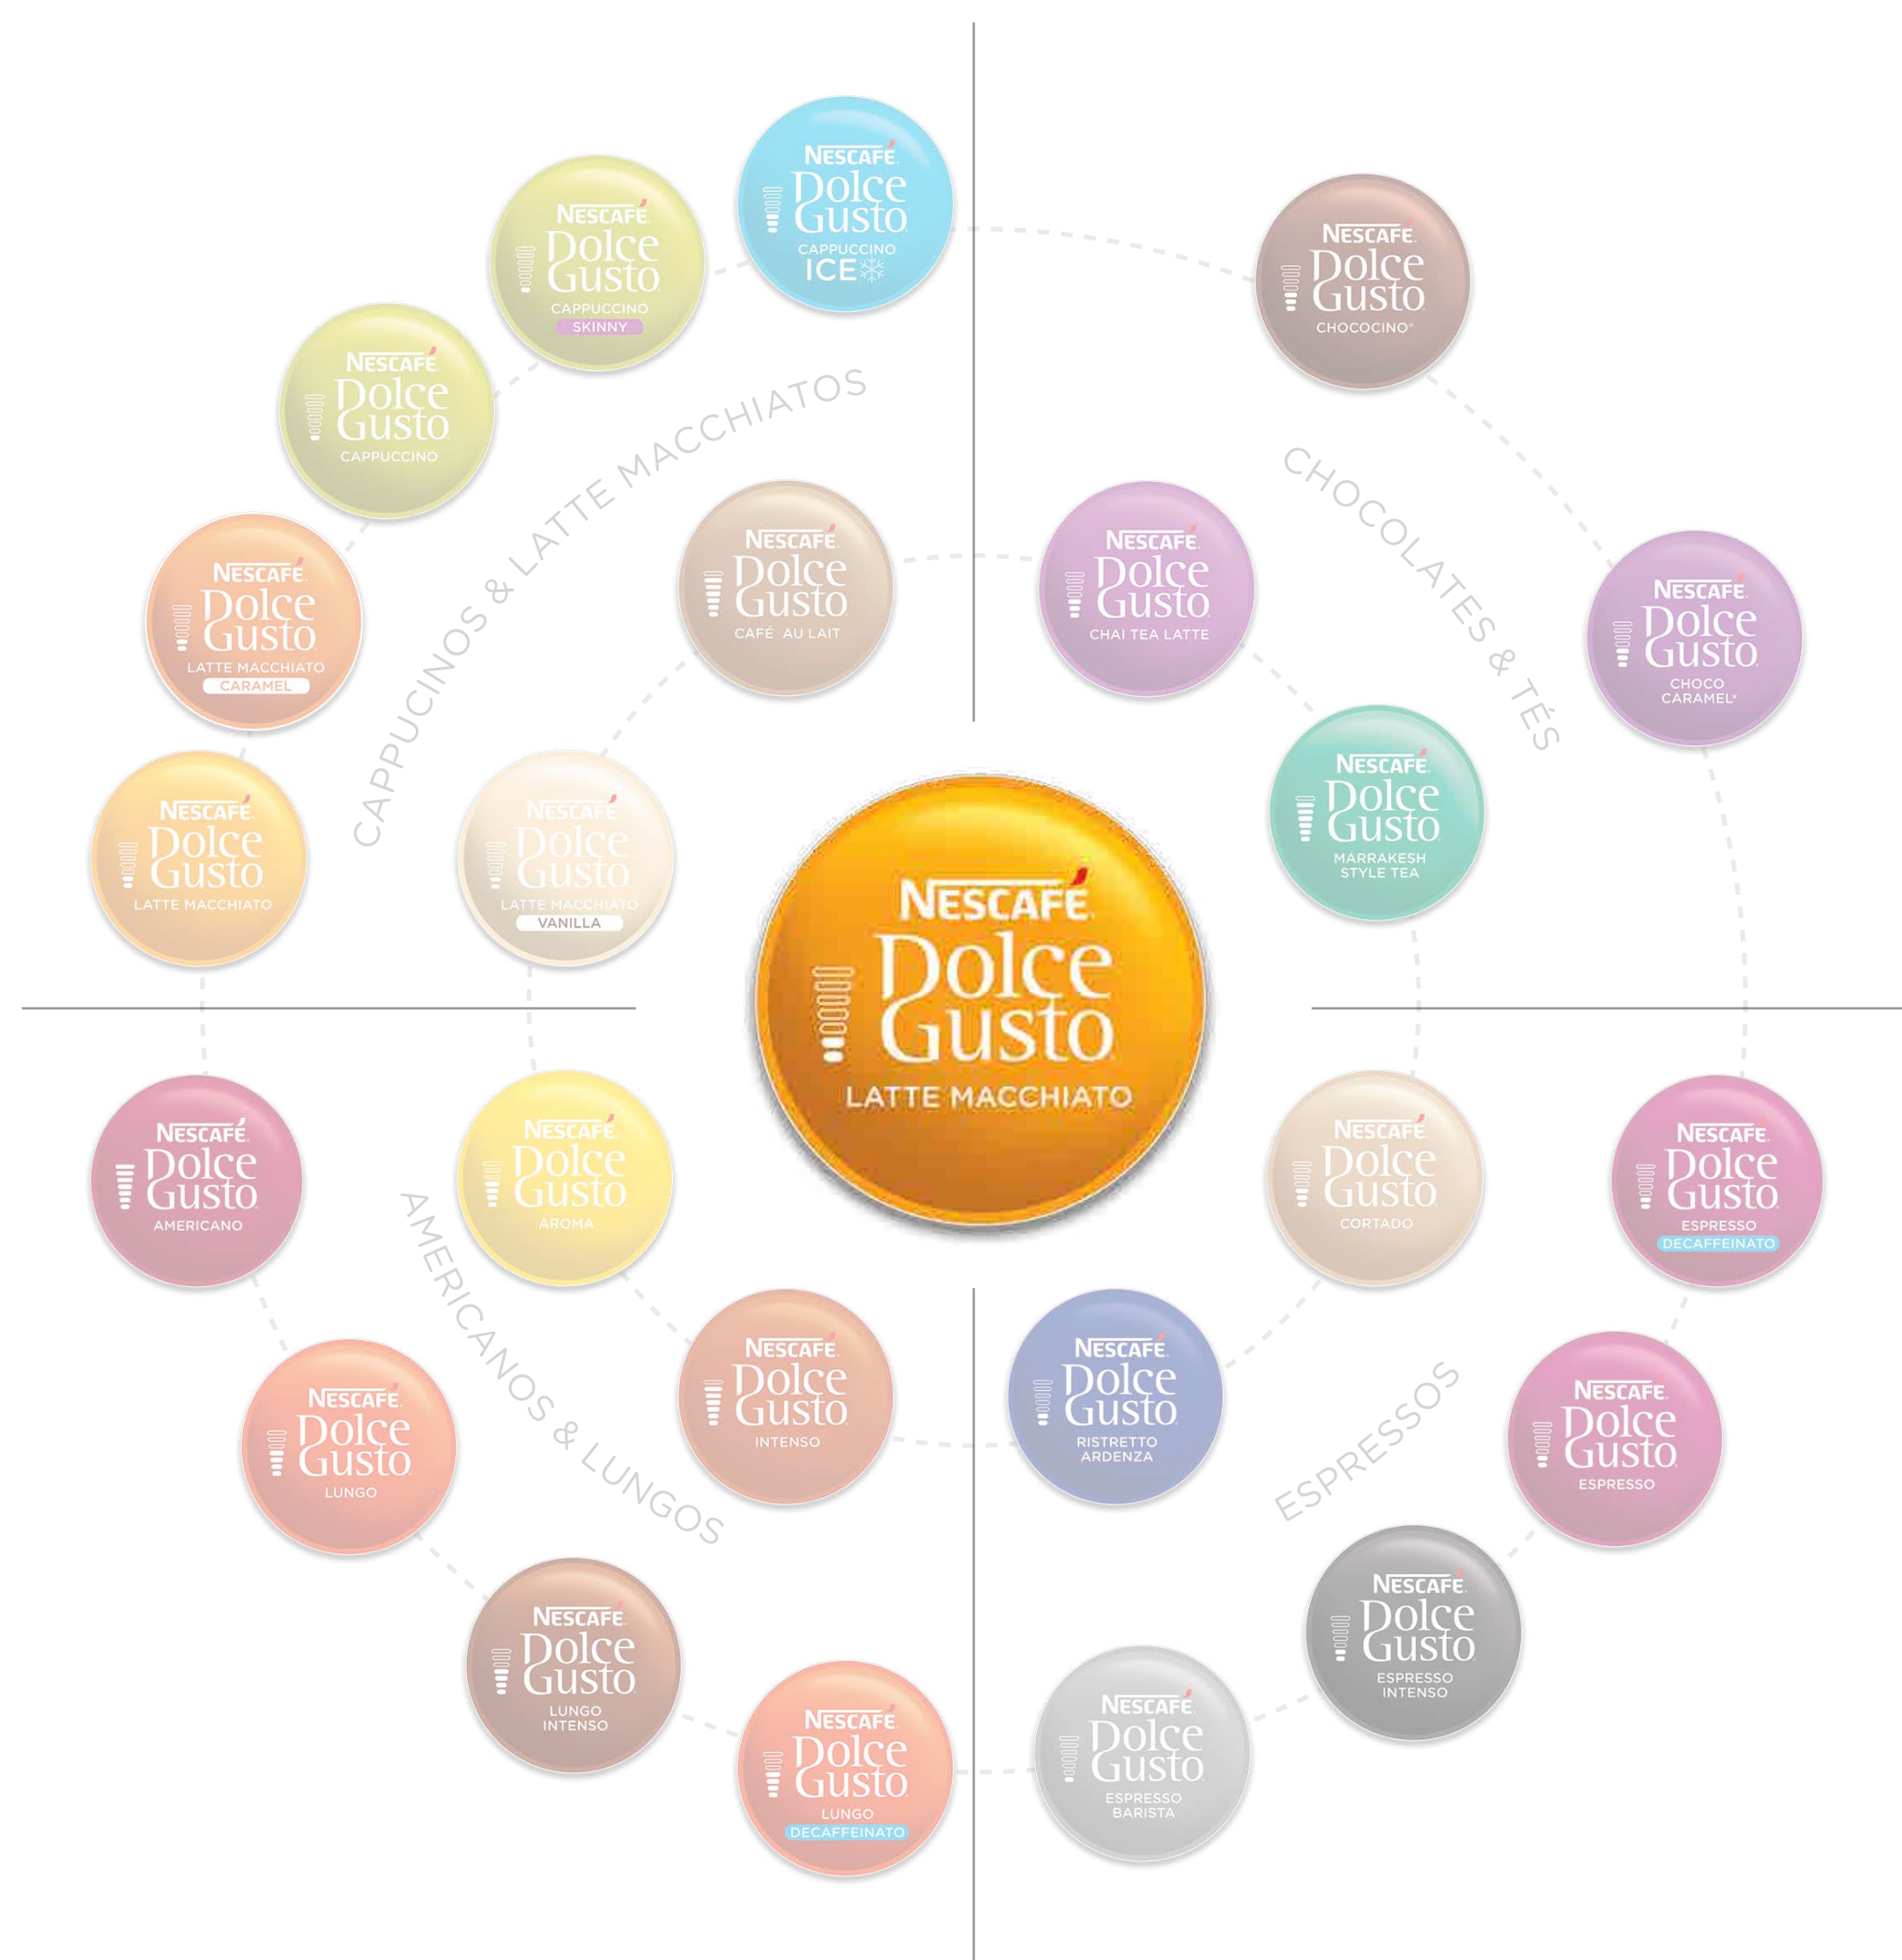 NESCAFÉ
Dolce
Gusto
CAPPUCCINO
ICE
NESCAFÉ
Dolce
Gusto
CAPPUCCINO
SKINNY
NESCAFÉ
Dolce
Gusto
CAPPUCCINO
NESCAFÉ
Dolce
Gusto
LATTE MACCHIATO
CARAMEL
NESCAFÉ
Dolce
Gusto
LATTE MACCHIATO
CAPPUCINOS & LATTE MACCHIATOS
NESCAFÉ
Dolce
Gusto
CAFÉ AU LAIT
NESCAFÉ
Dolce
Gusto
LATTE MACCHIATO
VANILLA
NESCAFÉ
Dolce
Gusto
CHOCOCINO
NESCAFÉ
Dolce
Gusto
CHOCO
CARAMEL
CHOCOLATES & TÉS
NESCAFÉ
Dolce
Gusto
CHAI TEA LATTE
NESCAFÉ
Dolce
Gusto
MARRAKESH
STYLE TEA
NESCAFÉ
Dolce
Gusto
LATTE MACCHIATO
NESCAFÉ
Dolce
Gusto
AMERICANO
NESCAFÉ
Dolce
Gusto
AROMA
AMERICANOS & LUNGOS
NESCAFÉ
Dolce
Gusto
INTENSO
NESCAFÉ
Dolce
Gusto
LUNGO
NESCAFÉ
Dolce
Gusto
LUNGO
INTENSO
NESCAFÉ
Dolce
Gusto
LUNGO
DECAFFEINATO
NESCAFÉ
Dolce
Gusto
CORTADO
NESCAFÉ
Dolce
Gusto
ESPRESSO
DECAFFEINATO
NESCAFÉ
Dolce
Gusto
RISTRETTO
ARDENZA
ESPRESSOS
NESCAFÉ
Dolce
Gusto
ESPRESSO
NESCAFÉ
Dolce
Gusto
ESPRESSO
INTENSO
NESCAFÉ
Dolce
Gusto
ESPRESSO
BARISTA